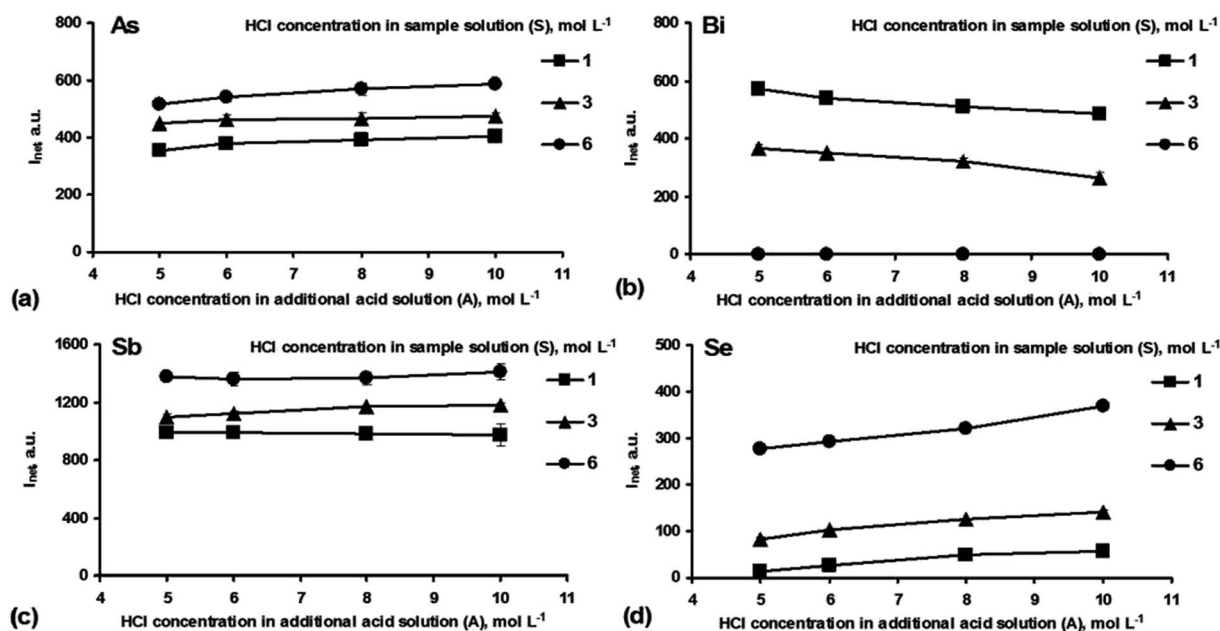 As
HCl concentration in sample solution (S), mol L⁻¹
800
600
400
200
0
I_net, a.u.
1
3
6
4 5 6 7 8 9 10 11
HCl concentration in additional acid solution (A), mol L⁻¹
(a)
Bi
HCl concentration in sample solution (S), mol L⁻¹
800
600
400
200
0
I_net, a.u.
1
3
6
4 5 6 7 8 9 10 11
HCl concentration in additional acid solution (A), mol L⁻¹
(b)
Sb
HCl concentration in sample solution (S), mol L⁻¹
1600
1200
800
400
0
I_net, a.u.
1
3
6
4 5 6 8 8 9 10 11
HCl concentration in additional acid solution (A), mol L⁻¹
(c)
Se
HCl concentration in sample solution (S), mol L⁻¹
500
400
300
200
100
0
I_net, a.u.
1
3
6
4 5 6 7 8 9 10 11
HCl concentration in additional acid solution (A), mol L⁻¹
(d)